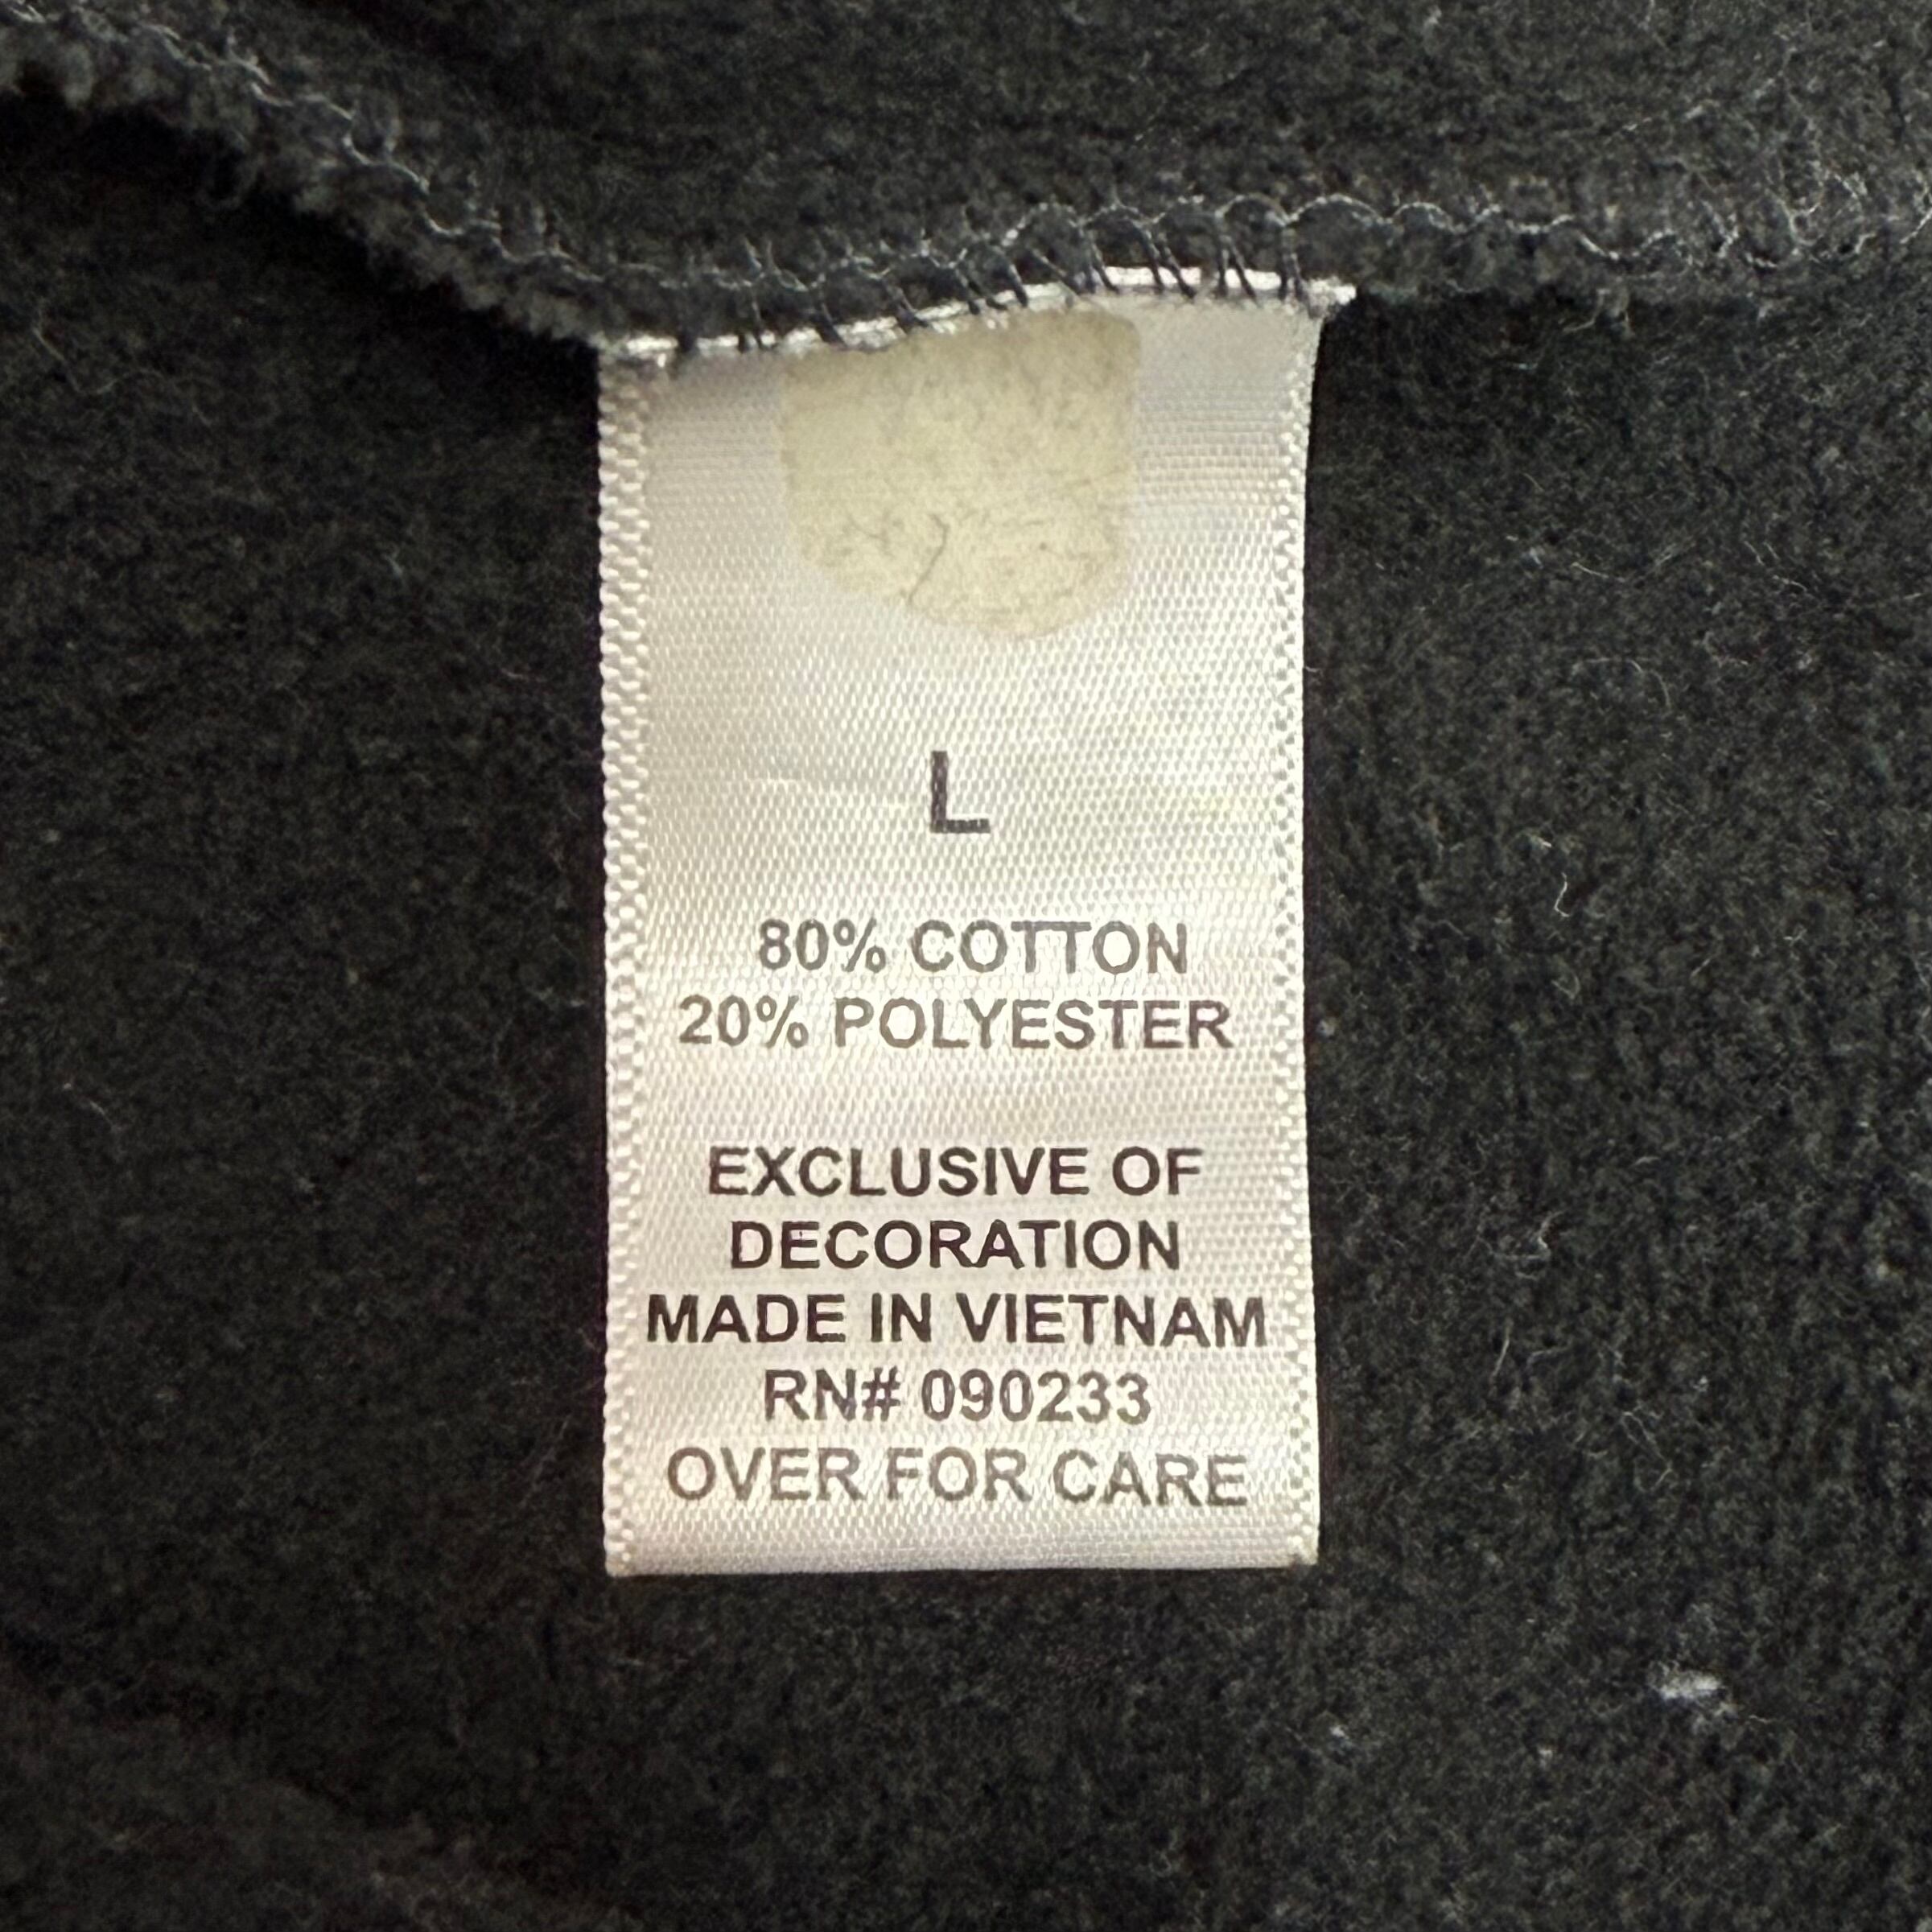 L
80% COTTON
20% POLYESTER
EXCLUSIVE OF
DECORATION
MADE IN VIETNAM
RN# 090233
OVER FOR CARE